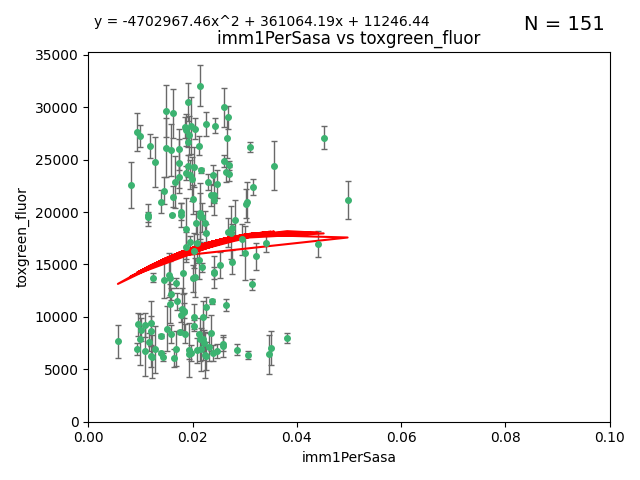 y = -4702967.46x^2 + 361064.19x + 11246.44
N = 151
imm1PerSasa vs toxgreen_fluor
35000
30000
25000
20000
15000
10000
5000
0
toxgreen_fluor
0.00 0.02 0.04 0.06 0.08 0.10
imm1PerSasa